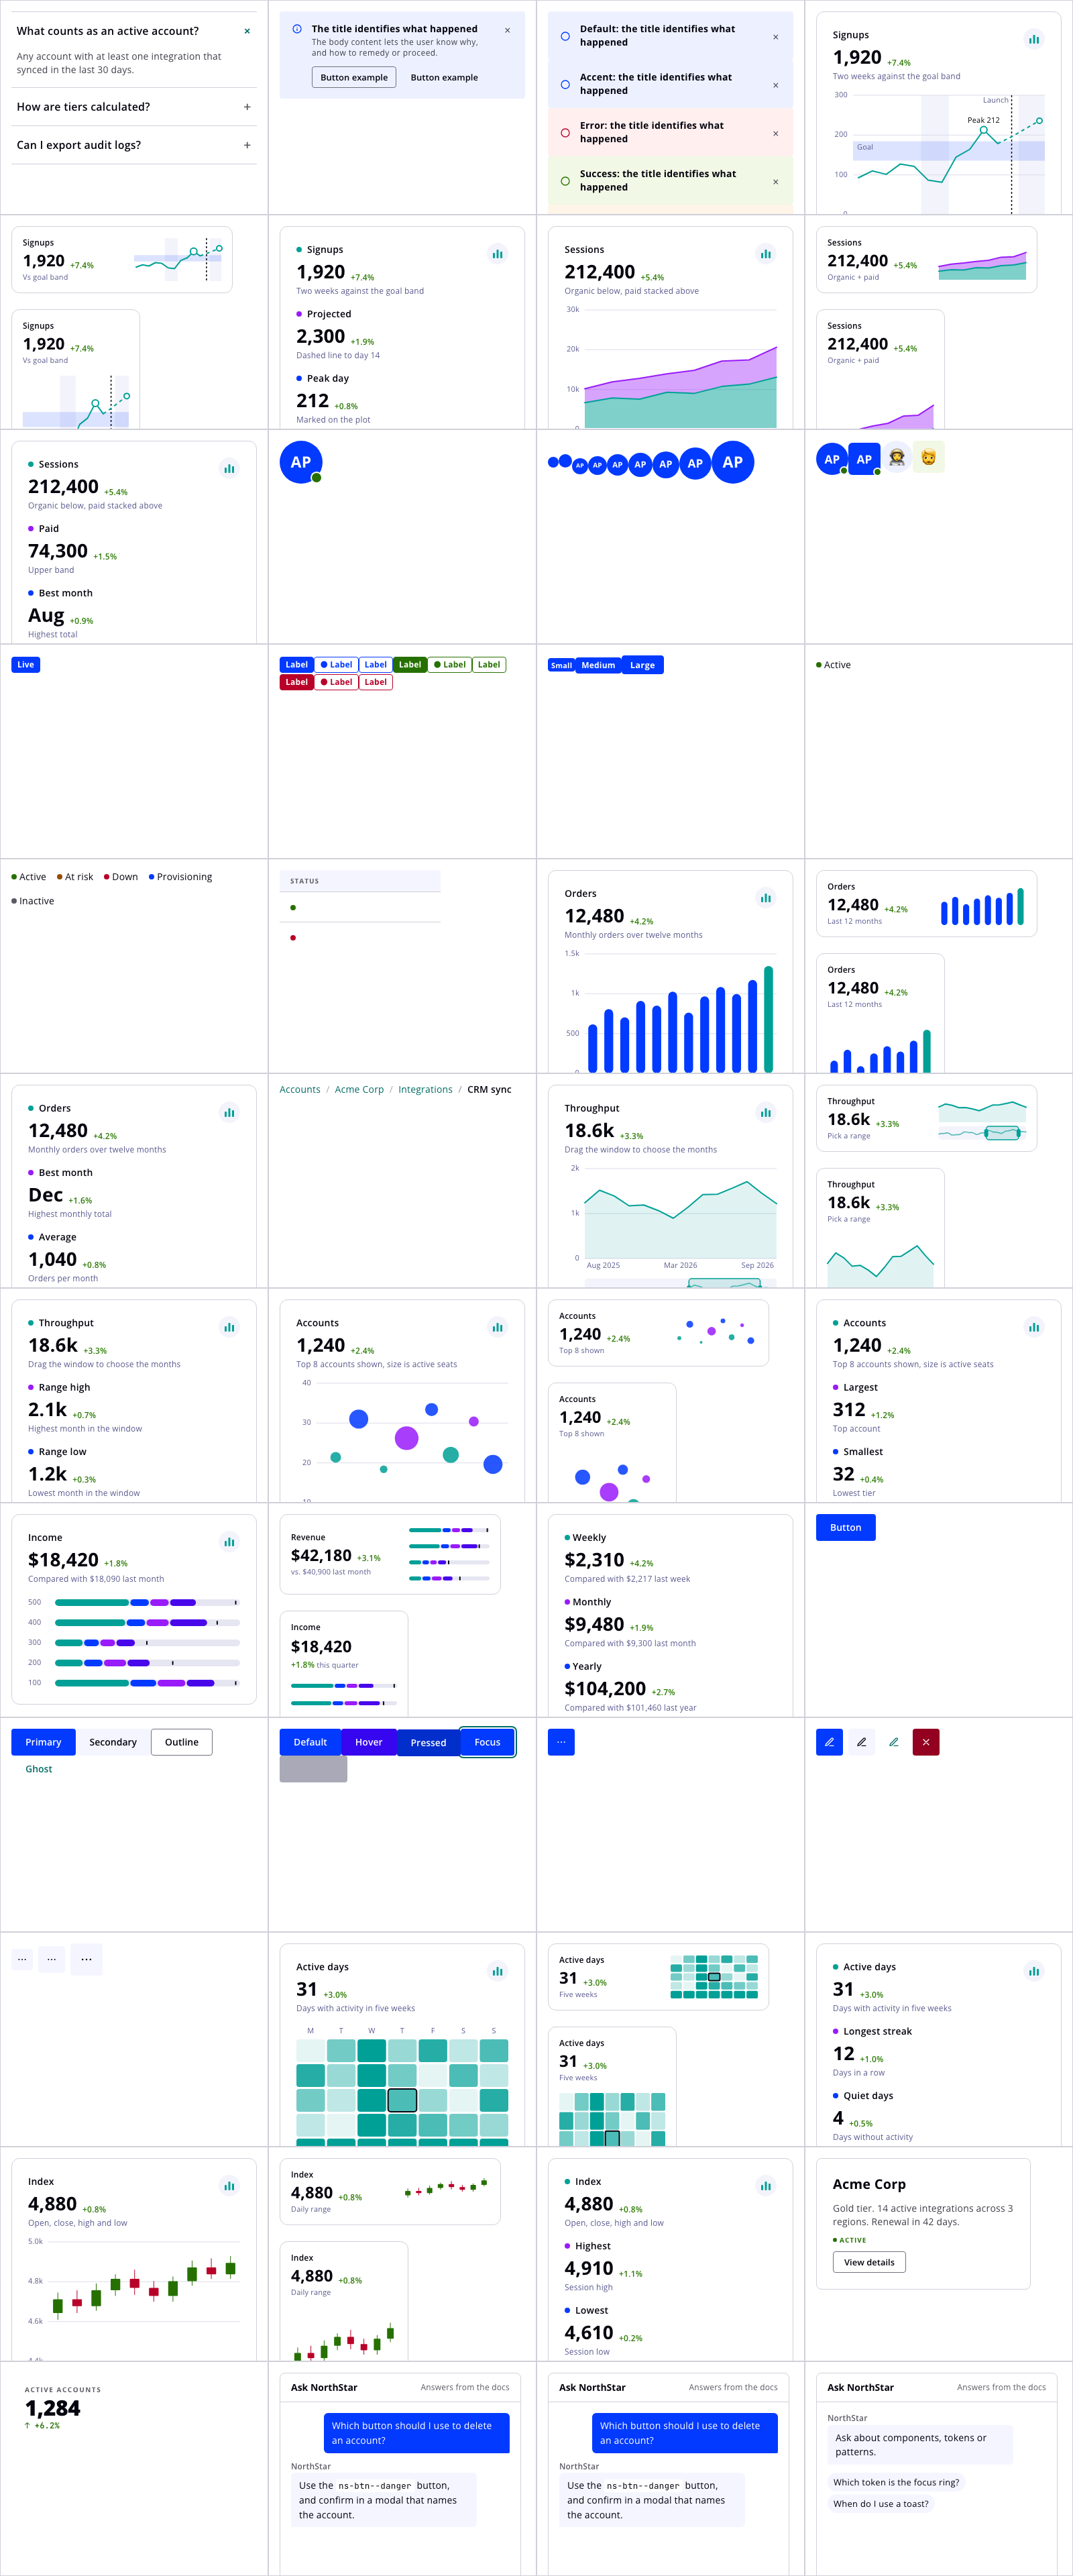 What counts as an active account?
Any account with at least one integration that
synced in the last 30 days.
How are tiers calculated?
Can I export audit logs?
The title identifies what happened
The body content lets the user know why,
and how to remedy or proceed.
Button example
Button example
Default: the title identifies what
happened
Accent: the title identifies what
happened
Error: the title identifies what
happened
Success: the title identifies what
happened
Signups
1,920 +7.4%
Two weeks against the goal band
300
Launch
Peak 212
200
Goal
100
0
Signups
1,920 +7.4%
Vs goal band
Signups
1,920 +7.4%
Vs goal band
Signups
1,920 +7.4%
Two weeks against the goal band
Projected
2,300 +1.9%
Dashed line to day 14
Peak day
212 +0.8%
Marked on the plot
Sessions
212,400 +5.4%
Organic below, paid stacked above
30k
20k
10k
0
Sessions
212,400 +5.4%
Organic + paid
Sessions
212,400 +5.4%
Organic + paid
Sessions
212,400 +5.4%
Organic below, paid stacked above
Paid
74,300 +1.5%
Upper band
Best month
Aug +0.9%
Highest total
AP
AP AP AP AP AP AP AP
AP AP
Live
Label Label Label Label Label Label
Label Label Label
Small Medium Large
Active
Active At risk Down Provisioning
Inactive
STATUS
Orders
12,480 +4.2%
Monthly orders over twelve months
1.5k
1k
500
0
Orders
12,480 +4.2%
Last 12 months
Orders
12,480 +4.2%
Last 12 months
Orders
12,480 +4.2%
Monthly orders over twelve months
Best month
Dec +1.6%
Highest monthly total
Average
1,040 +0.8%
Orders per month
Accounts / Acme Corp / Integrations / CRM sync
Throughput
18.6k +3.3%
Drag the window to choose the months
2k
1k
0
Aug 2025 Mar 2026 Sep 2026
Throughput
18.6k +3.3%
Pick a range
Throughput
18.6k +3.3%
Pick a range
Throughput
18.6k +3.3%
Drag the window to choose the months
Range high
2.1k +0.7%
Highest month in the window
Range low
1.2k +0.3%
Lowest month in the window
Accounts
1,240 +2.4%
Top 8 accounts shown, size is active seats
40
30
20
10
Accounts
1,240 +2.4%
Top 8 shown
Accounts
1,240 +2.4%
Top 8 shown
Accounts
1,240 +2.4%
Top 8 accounts shown, size is active seats
Largest
312 +1.2%
Top account
Smallest
32 +0.4%
Lowest tier
Income
$18,420 +1.8%
Compared with $18,090 last month
500
400
300
200
100
Revenue
$42,180 +3.1%
vs. $40,900 last month
Income
$18,420
+1.8% this quarter
Weekly
$2,310 +4.2%
Compared with $2,217 last week
Monthly
$9,480 +1.9%
Compared with $9,300 last month
Yearly
$104,200 +2.7%
Compared with $101,460 last year
Button
Primary Secondary Outline
Ghost
Default Hover Pressed Focus
Active days
31 +3.0%
Days with activity in five weeks
M T W T F S S
Active days
31 +3.0%
Five weeks
Active days
31 +3.0%
Five weeks
Active days
31 +3.0%
Days with activity in five weeks
Longest streak
12 +1.0%
Days in a row
Quiet days
4 +0.5%
Days without activity
Index
4,880 +0.8%
Open, close, high and low
5.0k
4.8k
4.6k
4.4k
Index
4,880 +0.8%
Daily range
Index
4,880 +0.8%
Daily range
Index
4,880 +0.8%
Open, close, high and low
Highest
4,910 +1.1%
Session high
Lowest
4,610 +0.2%
Session low
Acme Corp
Gold tier. 14 active integrations across 3
regions. Renewal in 42 days.
ACTIVE
View details
ACTIVE ACCOUNTS
1,284
↑ +6.2%
Ask NorthStar Answers from the docs
Which button should I use to delete
an account?
NorthStar
Use the ns-btn--danger button,
and confirm in a modal that names
the account.
Ask NorthStar Answers from the docs
Which button should I use to delete
an account?
NorthStar
Use the ns-btn--danger button,
and confirm in a modal that names
the account.
Ask NorthStar Answers from the docs
NorthStar
Ask about components, tokens or
patterns.
Which token is the focus ring?
When do I use a toast?